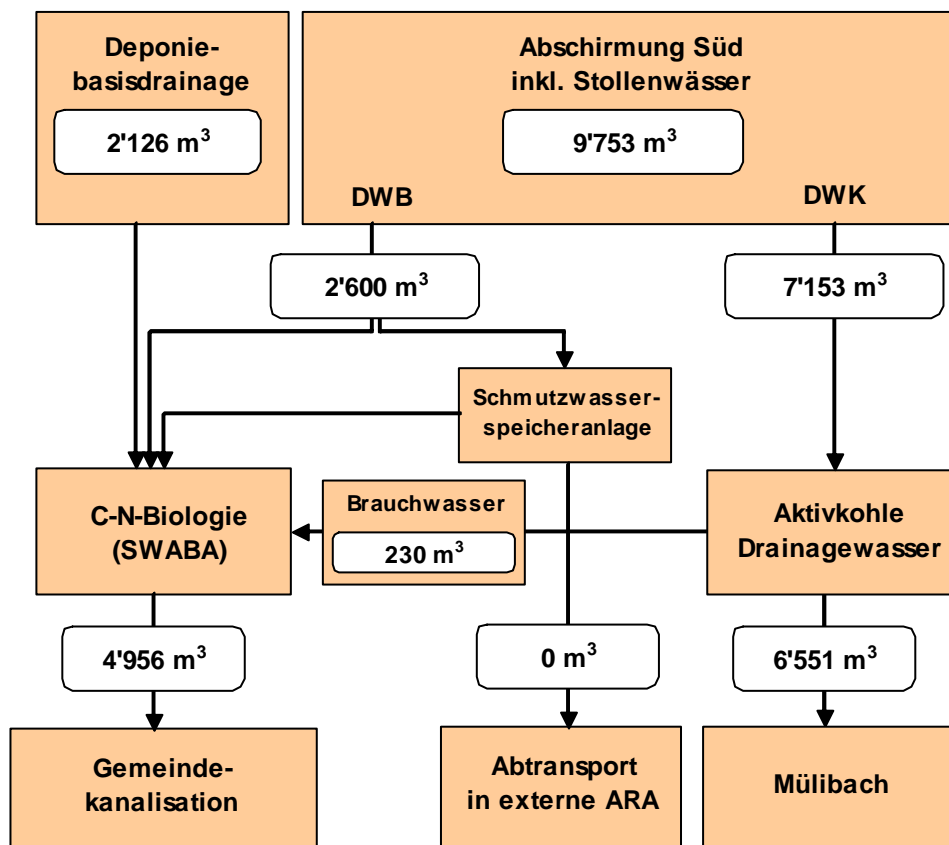 Deponie-
basisdrainage
2'126 m³
Abschirmung Süd
inkl. Stollenwässer
9'753 m³
DWB
DWK
2'600 m³
7'153 m³
Schmutzwasser-
speicheranlage
C-N-Biologie
(SWABA)
Brauchwasser
230 m³
Aktivkohle
Drainagewasser
4'956 m³
0 m³
6'551 m³
Gemeinde-
kanalisation
Abtransport
in externe ARA
Mülibach